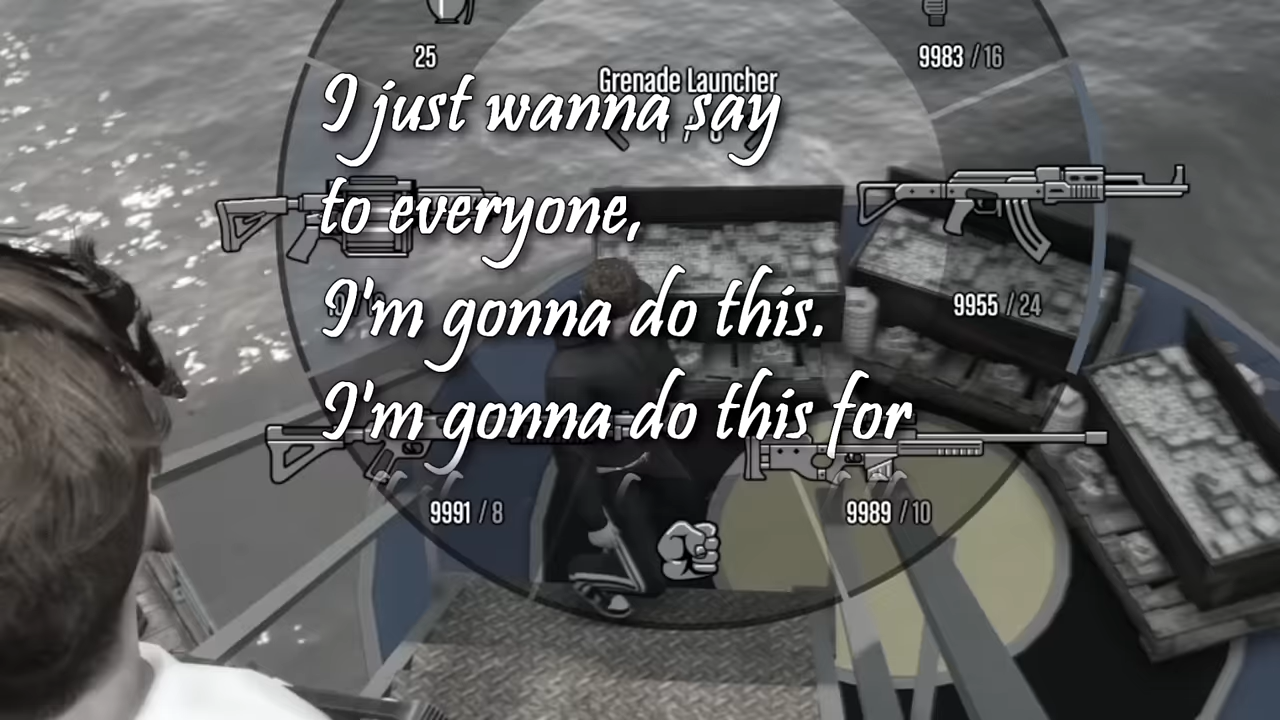 25
9983 / 16
Grenade Launcher
I just wanna say
to everyone,
9955 / 24
I'm gonna do this.
I'm gonna do this for
9991 / 8
9989 / 10